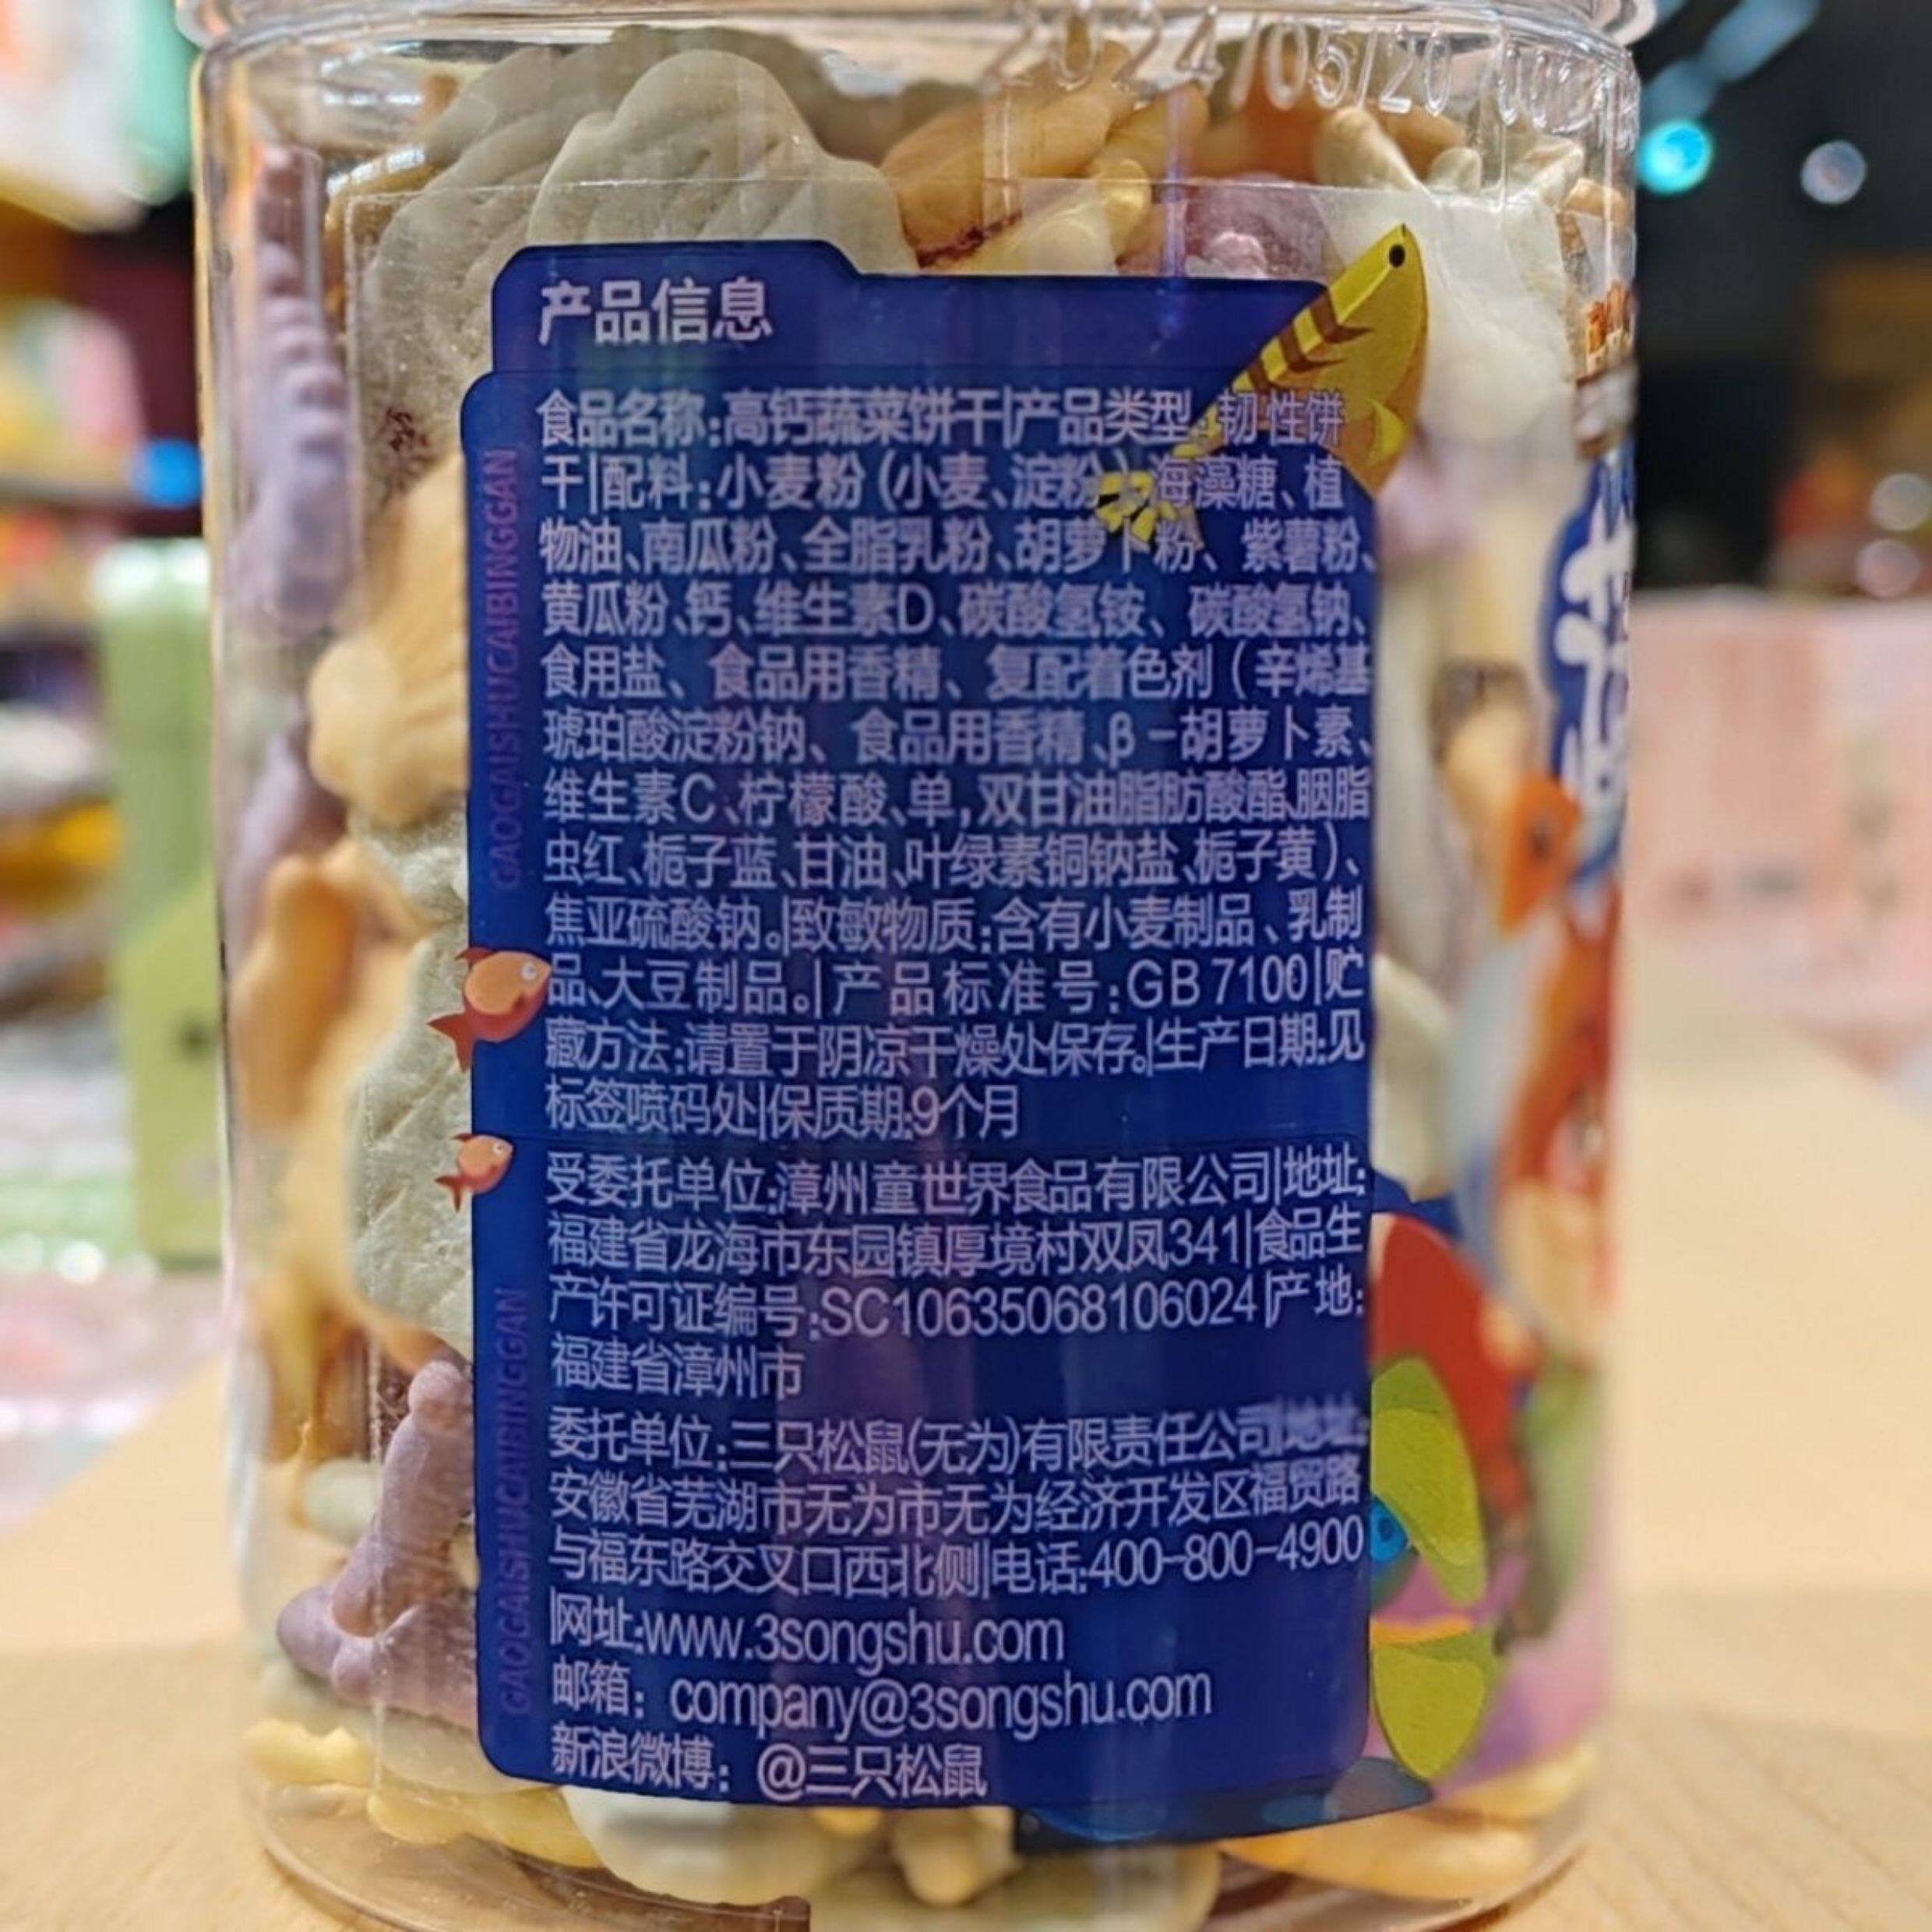 2024/05/20
产品信息
食品名称:高钙蔬菜饼干|产品类型:韧性饼
干|配料:小麦粉(小麦、淀粉)、海藻糖、植
物油、南瓜粉、全脂乳粉、胡萝卜粉、紫薯粉、
黄瓜粉、钙、维生素D、碳酸氢铵、碳酸氢钠、
食用盐、食品用香精、复配着色剂(辛烯基
琥珀酸淀粉钠、食品用香精、β-胡萝卜素、
维生素C、柠檬酸、单,双甘油脂肪酸酯、胭脂
虫红、栀子蓝、甘油、叶绿素铜钠盐、栀子黄)、
焦亚硫酸钠。|致敏物质:含有小麦制品、乳制
品、大豆制品。|产品标准号:GB 7100|贮
藏方法:请置于阴凉干燥处保存。|生产日期:见
标签喷码处|保质期:9个月
受委托单位:漳州童世界食品有限公司|地址:
福建省龙海市东园镇厚境村双凤341|食品生
产许可证编号:SC10635068106024|产地:
福建省漳州市
委托单位:三只松鼠(无为)有限责任公司|地址:
安徽省芜湖市无为市无为经济开发区福贸路
与福东路交叉口西北侧|电话:400-800-4900
|网址:www.3songshu.com
邮箱: company@3songshu.com
新浪微博: @三只松鼠
GAOGAISHUCAIBINGGAN
GAOGAISHUCAIBINGGAN